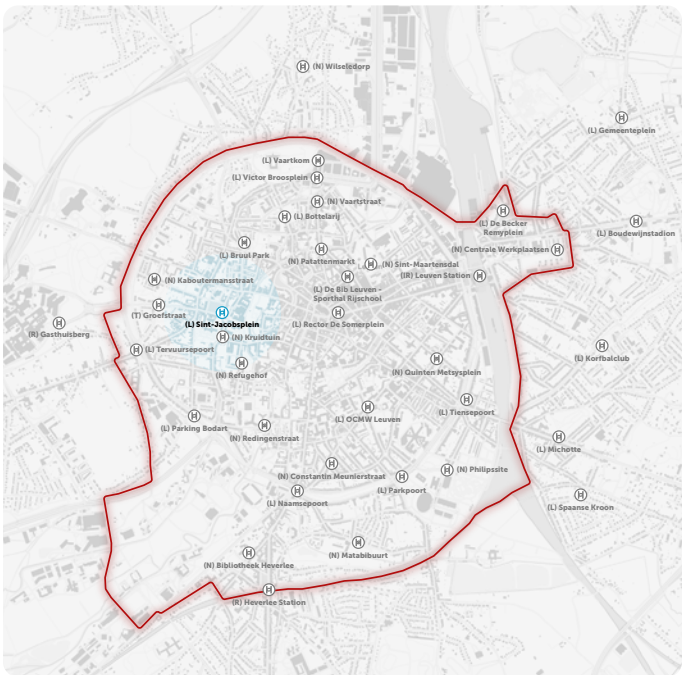 (N) Wilseledorp
(L) Gemeenteplein
(L) Vaartkom
(L) Victor Broosplein
(N) Vaartstraat
(L) Bottelarij
(L) De Becker
Remyplein
(L) Boudewijnstadion
(L) Bruul Park
(N) Patattenmarkt
(N) Centrale Werkplaatsen
(N) Sint-Maartensdal
(IR) Leuven Station
(N) Kaboutermansstraat
(L) De Bib Leuven -
Sporthal Rijschool
(T) Groefstraat
(L) Sint-Jacobsplein
(L) Rector De Somerplein
(R) Gasthuisberg
(N) Kruidtuin
(L) Tervuursepoort
(L) Korfbalclub
(N) Refugehof
(N) Quinten Metsysplein
(L) Tiensepoort
(L) Parking Bodart
(L) OCMW Leuven
(N) Redingenstraat
(L) Michotte
(N) Constantin Meunierstraat
(N) Philipssite
(L) Parkpoort
(L) Naamsepoort
(L) Spaanse Kroon
(N) Matabibuurt
(N) Bibliotheek Heverlee
(R) Heverlee Station